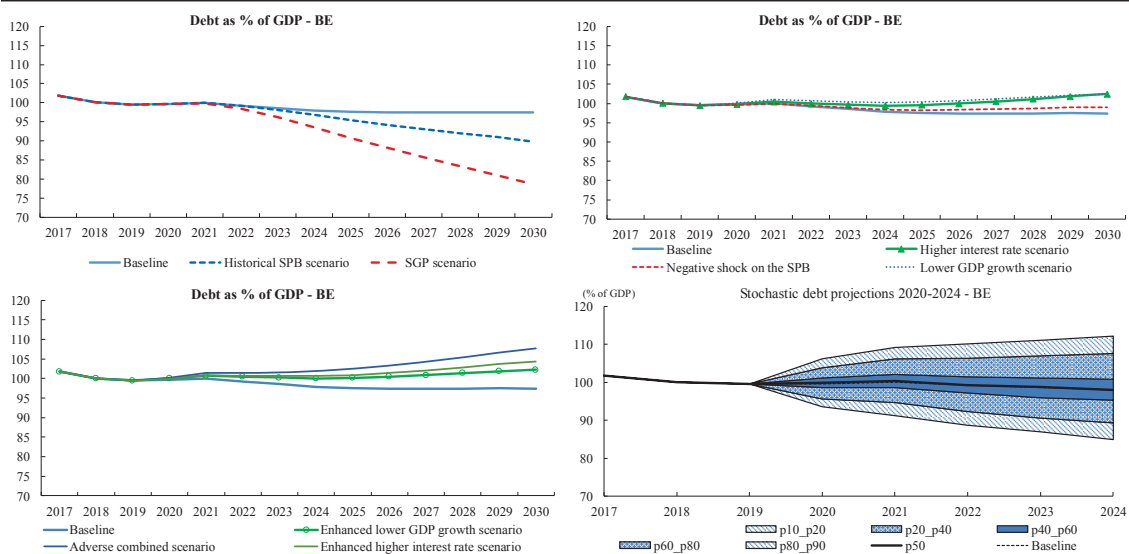 Debt as % of GDP - BE
120
115
110
105
100
95
90
85
80
75
70
2017 2018 2019 2020 2021 2022 2023 2024 2025 2026 2027 2028 2029 2030
Baseline Historical SPB scenario SGP scenario
Debt as % of GDP - BE
120
115
110
105
100
95
90
85
80
75
70
2017 2018 2019 2020 2021 2022 2023 2024 2025 2026 2027 2028 2029 2030
Baseline Higher interest rate scenario
Negative shock on the SPB Lower GDP growth scenario
Debt as % of GDP - BE
120
115
110
105
100
95
90
85
80
75
70
2017 2018 2019 2020 2021 2022 2023 2024 2025 2026 2027 2028 2029 2030
Baseline Enhanced lower GDP growth scenario
Adverse combined scenario Enhanced higher interest rate scenario
(% of GDP) Stochastic debt projections 2020-2024 - BE
120
110
100
90
80
70
2017 2018 2019 2020 2021 2022 2023 2024
p10_p20 p20_p40 p40_p60
p60_p80 p80_p90 p50 Baseline